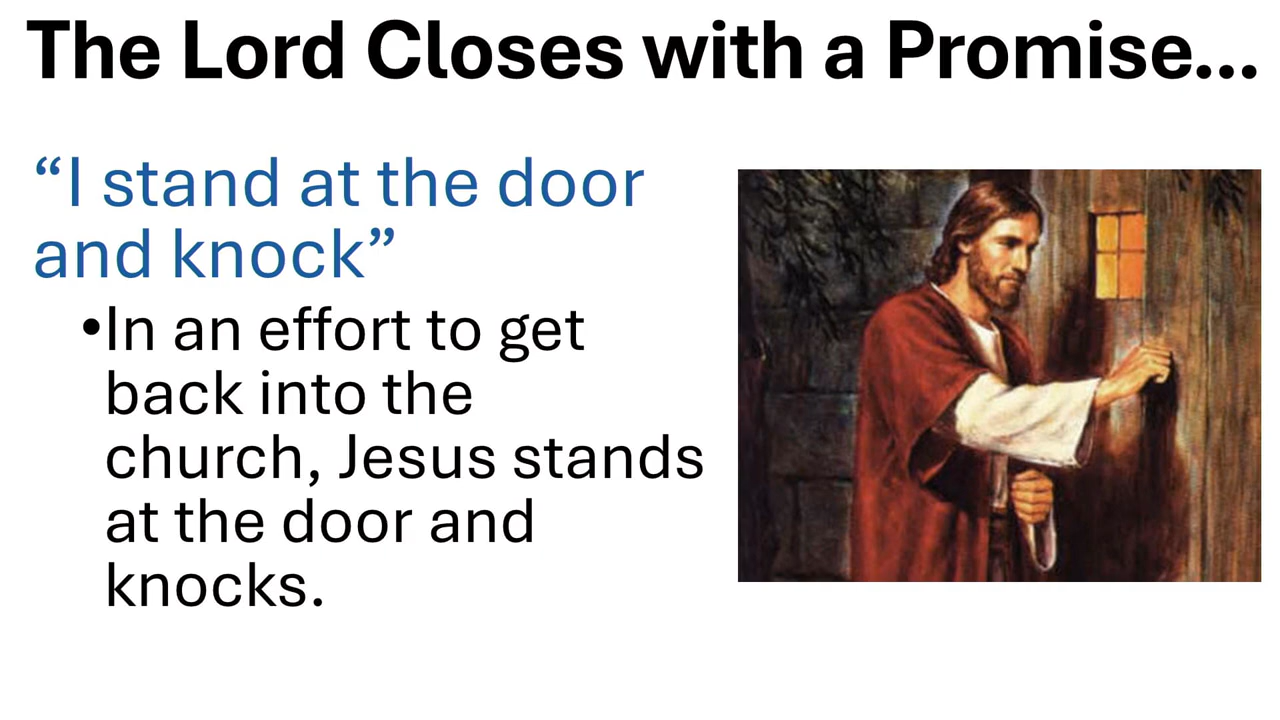 The Lord Closes with a Promise...
“I stand at the door
and knock”
•In an effort to get
back into the
church, Jesus stands
at the door and
knocks.